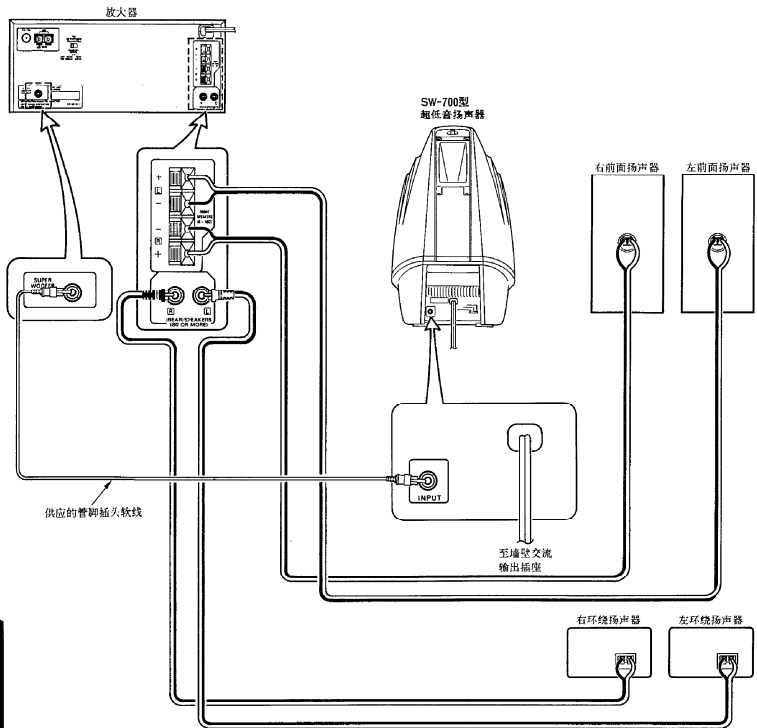 放大器
SW-700型
超低音扬声器
右前面扬声器
左前面扬声器
+
L
-
FRONT
SPEAKERS
-
R
+
SUPER
WOOFER
R
L
(REAR)SPEAKERS
(8Ω OR MORE)
INPUT
供应的管脚插头软线
至墙壁交流
输出插座
右环绕扬声器
左环绕扬声器